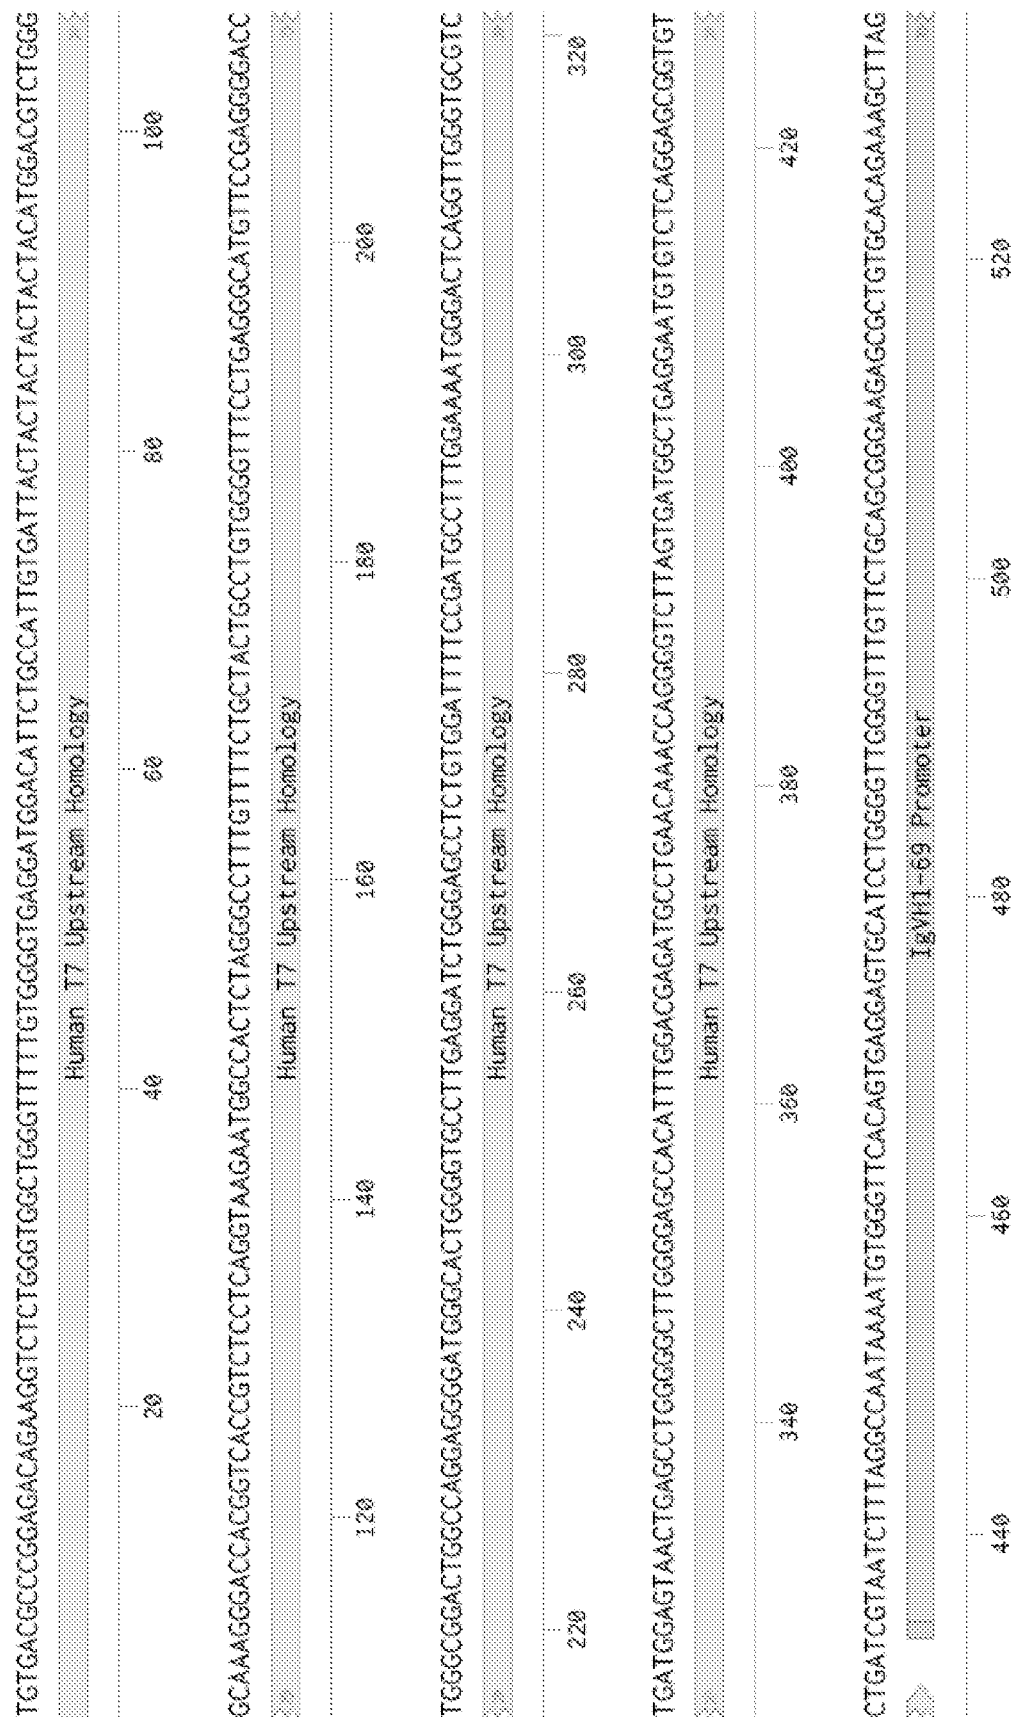 TGTGACGCCCGGAGACAGAAGGTCTCTGGGTGGCTGGGTTTTTGTGGGGTGAGGATGGACATTCTGCCATTGTGATTACTACTACTACTACTACATGGACGTCTGGG
Human T7 Upstream Homology
20 40 60 80 100
GCAAAGGGACCACGGTCACCGTCTCCTCAGGTAAGAATGGCCACTCTAGGGCCTTTGTTTTCTGCTACTGCCTGTGGGGTTTCCTGAGGGCATGTTCCGAGGGGACC
Human T7 Upstream Homology
120 140 160 180 200
TGGGCGGACTGGCCAGGAGGGGATGGGCACTGGGGTGCCTTGAGGATCTGGGAGCCTCTGTGGATTTTCCGATGCCTTTGGAAAATGGGACTCAGGTTGGGTGCGTC
Human T7 Upstream Homology
220 240 260 280 300 320
TGATGGAGTAACTGAGCCTGGGGGCTTGGGGAGCCACATTTGGACGAGATGCCTGAACAAACCAGGGGTCTTAGTGATGGCTGAGGAATGTGTCTCAGGAGCGGTGT
Human T7 Upstream Homology
340 360 380 400 420
CTGATCGTAATCTTTAGGCCAATAAAATGTGGGTTCACAGTGAGGAGTGCATCCTGGGGTTGGGGTTTGTTCTGCAGCGGGAAGAGCGCTGTGCACAGAAAGCTTAG
IgVH1-69 Promoter
440 460 480 500 520